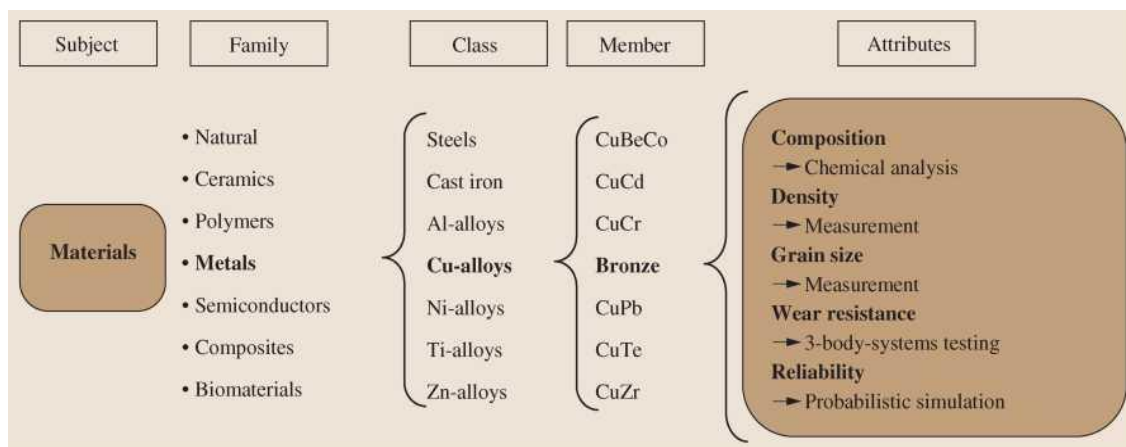 Subject
Family
Class
Member
Attributes
Materials
• Natural
• Ceramics
• Polymers
• Metals
• Semiconductors
• Composites
• Biomaterials
Steels
Cast iron
Al-alloys
Cu-alloys
Ni-alloys
Ti-alloys
Zn-alloys
CuBeCo
CuCd
CuCr
Bronze
CuPb
CuTe
CuZr
Composition
→ Chemical analysis
Density
→ Measurement
Grain size
→ Measurement
Wear resistance
→ 3-body-systems testing
Reliability
→ Probabilistic simulation